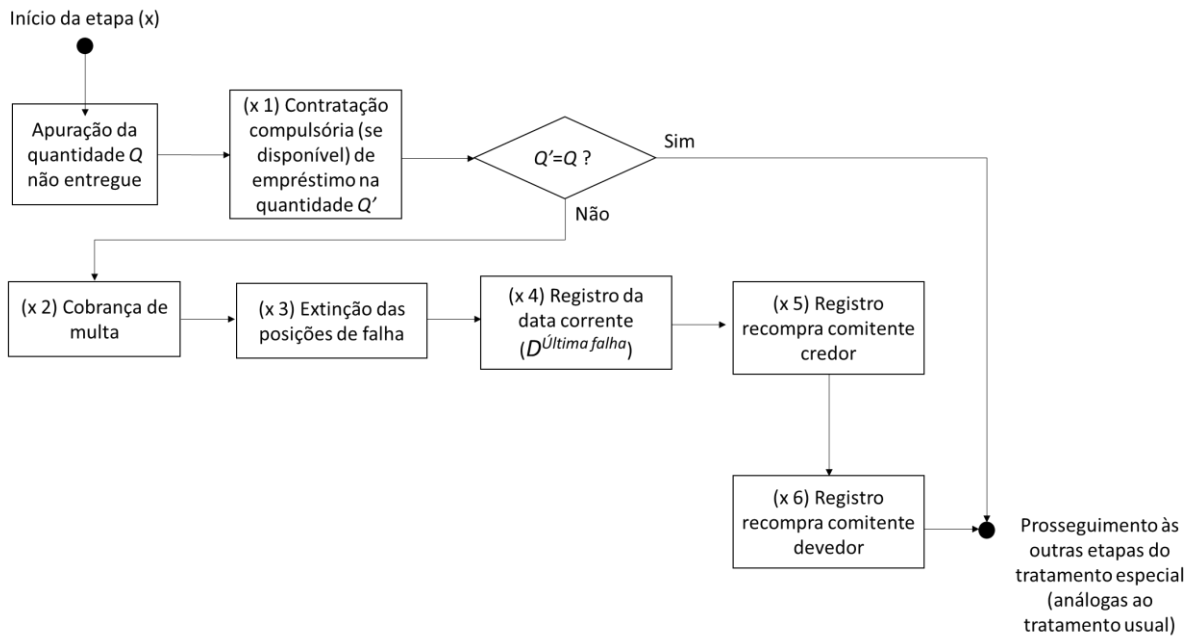 Início da etapa (x)
Apuração da
quantidade Q
não entregue
(x 1) Contratação
compulsória (se
disponível) de
empréstimo na
quantidade Q’
Q’=Q ?
Sim
Não
(x 2) Cobrança de
multa
(x 3) Extinção das
posições de falha
(x 4) Registro da
data corrente
(D^Última falha)
(x 5) Registro
recompra comitente
credor
(x 6) Registro
recompra comitente
devedor
Prosseguimento às
outras etapas do
tratamento especial
(análogas ao
tratamento usual)